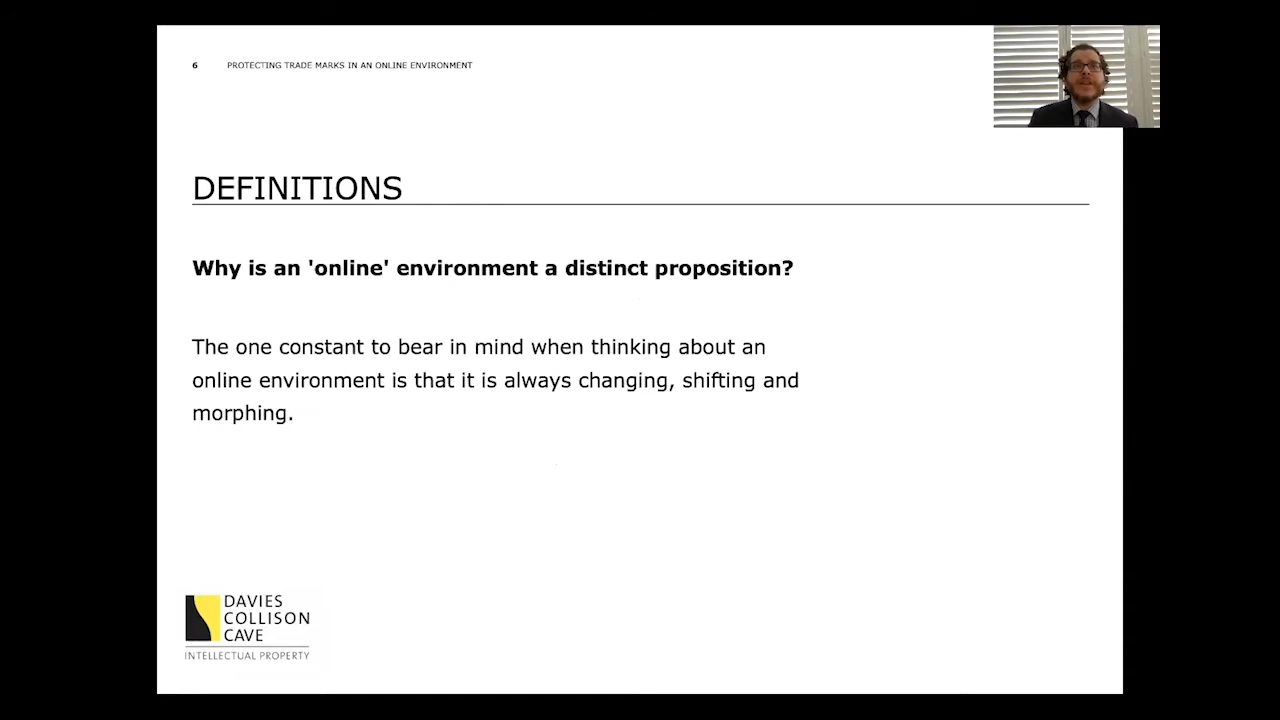 6 PROTECTING TRADE MARKS IN AN ONLINE ENVIRONMENT
DEFINITIONS
Why is an 'online' environment a distinct proposition?
The one constant to bear in mind when thinking about an
online environment is that it is always changing, shifting and
morphing.
DAVIES
COLLISON
CAVE
INTELLECTUAL PROPERTY